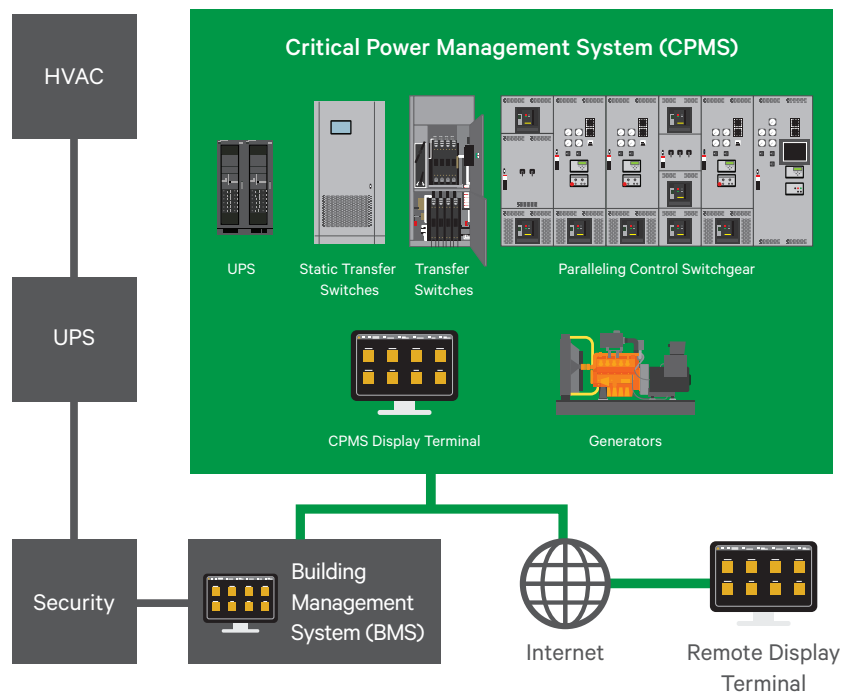 Critical Power Management System (CPMS)
HVAC
UPS
Static Transfer
Switches
Transfer
Switches
Paralleling Control Switchgear
UPS
CPMS Display Terminal
Generators
Security
Building
Management
System (BMS)
Internet
Remote Display
Terminal